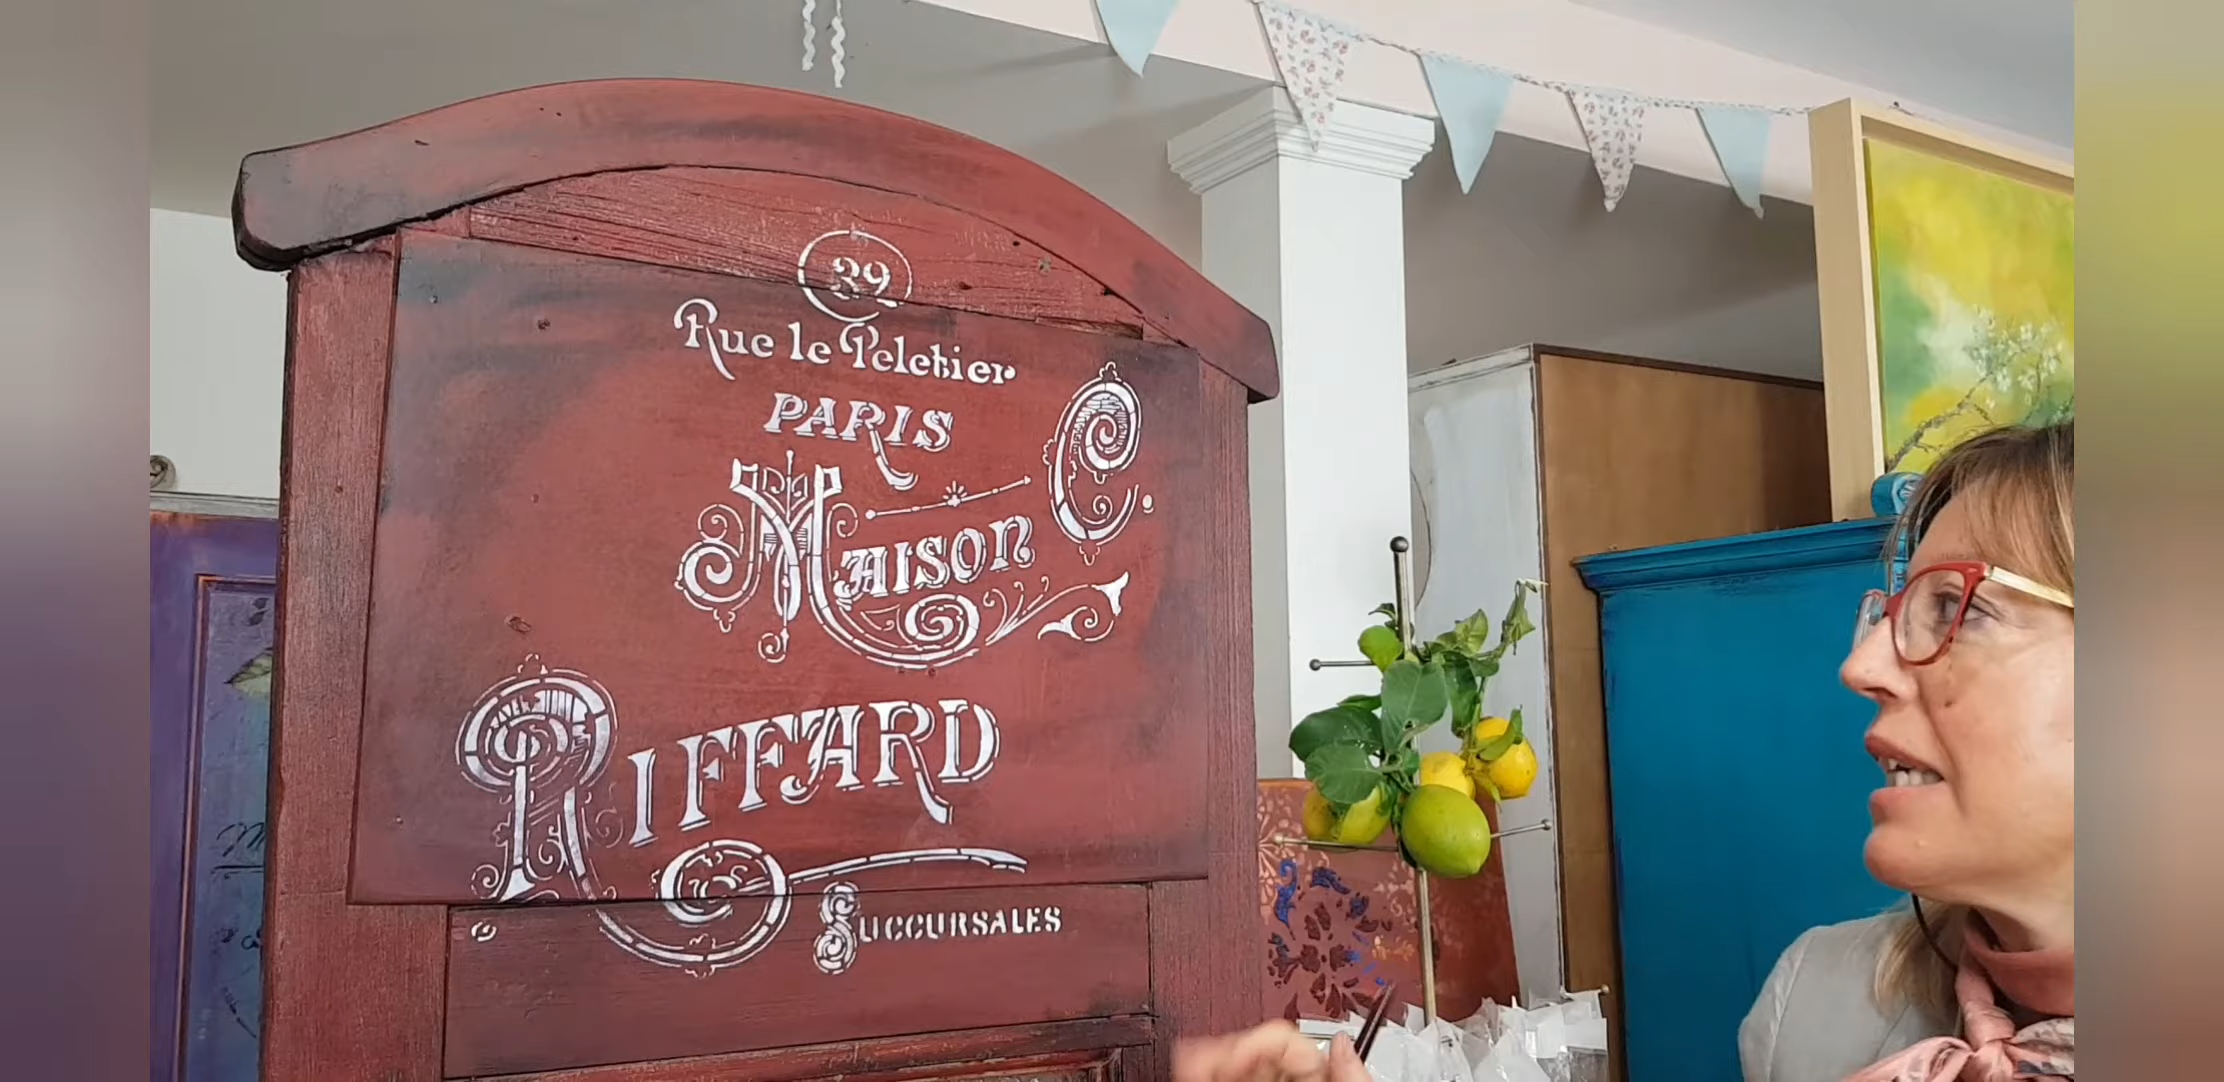 39
Rue le Peletier
PARIS
MAISON C.
RIFFARD
SUCCURSALES